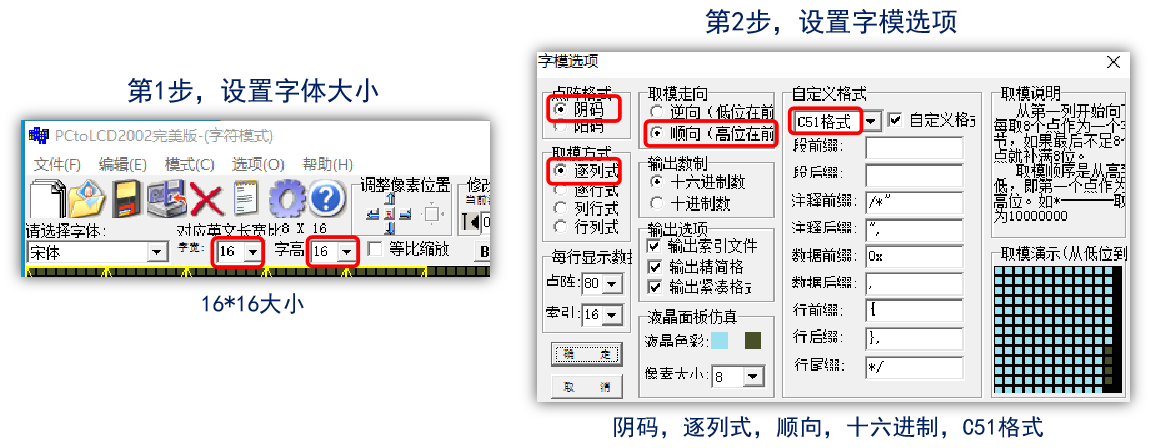 第2步，设置字模选项
第1步，设置字体大小
PCtoLCD2002完美版-(字符模式)
文件(F) 编辑(E) 模式(C) 选项(O) 帮助(H)
调整像素位置
请选择字体: 对应英文长宽比8 X 16
宋体 字宽: 16 字高 16 等比缩放 B
16*16大小
字模选项
点阵格式
阴码
阳码
取模方式
逐列式
逐行式
列行式
行列式
每行显示数据
点阵: 80
索引: 16
确 定
取 消
取模走向
逆向(低位在前
顺向(高位在前
输出数制
十六进制数
十进制数
输出选项
输出索引文件
输出精简格
输出紧凑格式
液晶面板仿真
液晶色彩:
像素大小: 8
自定义格式
C51格式 自定义格式
段前缀:
段后缀:
注释前缀: /*"
注释后缀: ",
数据前缀: 0x
数据后缀: ,
行前缀: {
行后缀: },
行尾缀: */
取模说明
从第一列开始向下
每取8个点作为一个字
节，如果最后不足8个
点就补满8位。
取模顺序是从高到
低，即第一个点作为
高位。如*———————取
为10000000
取模演示(从低位到
阴码，逐列式，顺向，十六进制，C51格式